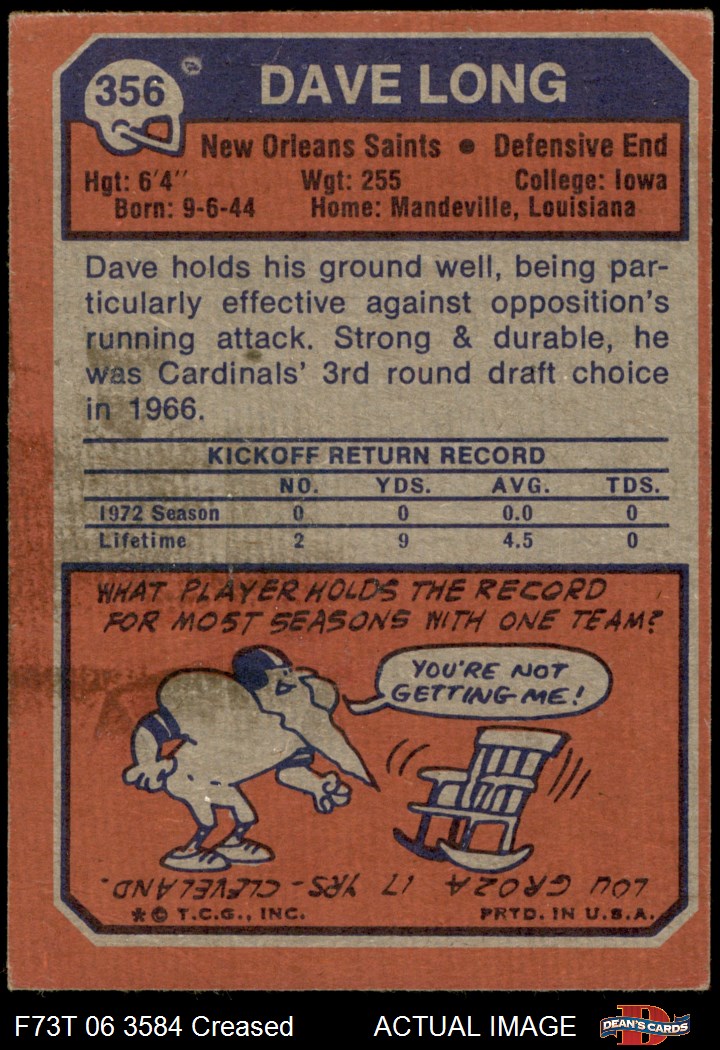 356
DAVE LONG
New Orleans Saints • Defensive End
Hgt: 6'4" Wgt: 255 College: Iowa
Born: 9-6-44 Home: Mandeville, Louisiana
Dave holds his ground well, being par-
ticularly effective against opposition's
running attack. Strong & durable, he
was Cardinals' 3rd round draft choice
in 1966.
KICKOFF RETURN RECORD
NO. YDS. AVG. TDS.
1972 Season 0 0 0.0 0
Lifetime 2 9 4.5 0
WHAT PLAYER HOLDS THE RECORD
FOR MOST SEASONS WITH ONE TEAM?
YOU'RE NOT
GETTING ME!
LOU GROZA 17 YRS - CLEVELAND.
*© T.C.G., INC. PRTD. IN U.S.A.
F73T 06 3584 Creased ACTUAL IMAGE
DEAN'S CARDS